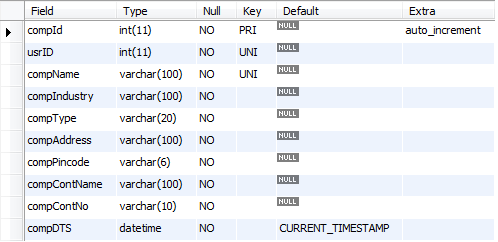 Field Type Null Key Default Extra
compId int(11) NO PRI NULL auto_increment
usrID int(11) NO UNI NULL
compName varchar(100) NO UNI NULL
compIndustry varchar(100) NO NULL
compType varchar(20) NO NULL
compAddress varchar(100) NO NULL
compPincode varchar(6) NO NULL
compContName varchar(100) NO NULL
compContNo varchar(10) NO NULL
compDTS datetime NO CURRENT_TIMESTAMP